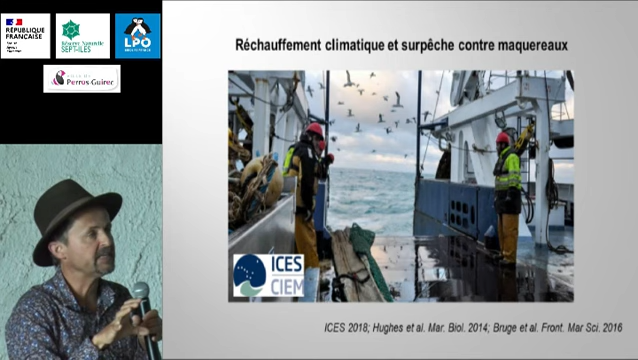 RÉPUBLIQUE
FRANÇAISE
Réserve Naturelle
SEPT-ILES
LPO
Perros-Guirec
Réchauffement climatique et surpêche contre maquereaux
ICES
CIEM
ICES 2018; Hughes et al. Mar. Biol. 2014; Bruge et al. Front. Mar Sci. 2016